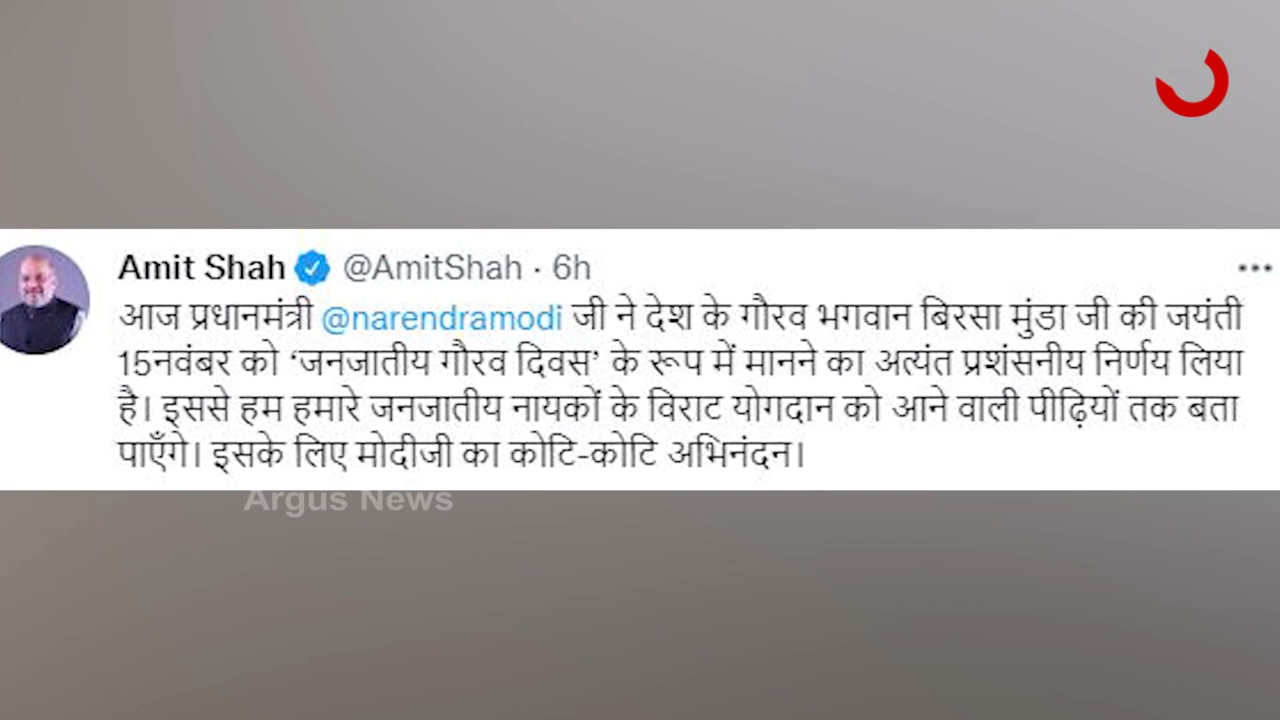 Amit Shah @AmitShah · 6h
आज प्रधानमंत्री @narendramodi जी ने देश के गौरव भगवान बिरसा मुंडा जी की जयंती
15नवंबर को ‘जनजातीय गौरव दिवस’ के रूप में मानने का अत्यंत प्रशंसनीय निर्णय लिया
है। इससे हम हमारे जनजातीय नायकों के विराट योगदान को आने वाली पीढ़ियों तक बता
पाएँगे। इसके लिए मोदीजी का कोटि-कोटि अभिनंदन।
Argus News